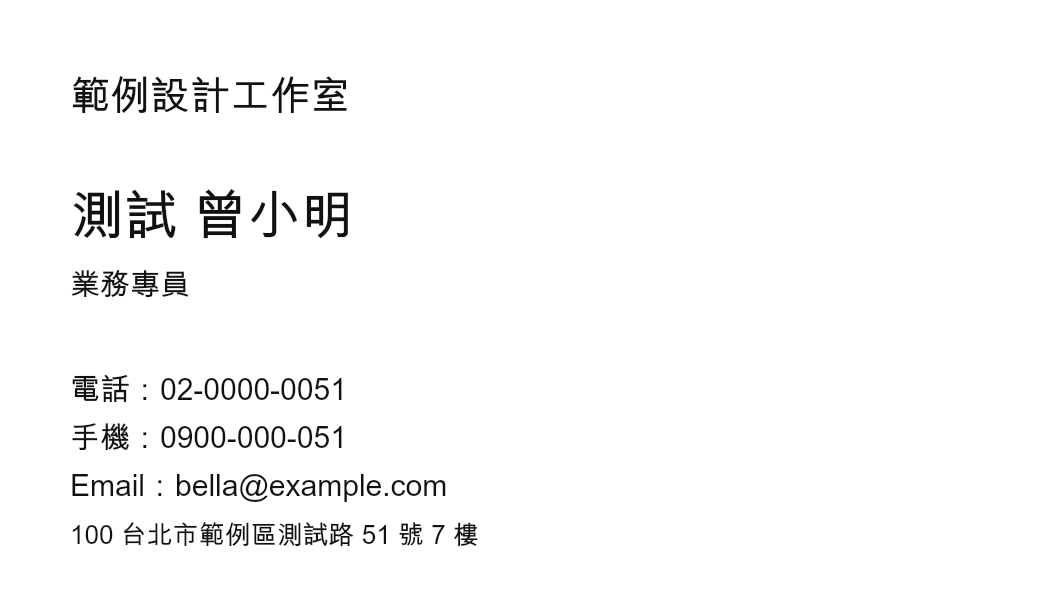 範例設計工作室
測試 曾小明
業務專員
電話：02-0000-0051
手機：0900-000-051
Email：bella@example.com
100 台北市範例區測試路 51 號 7 樓